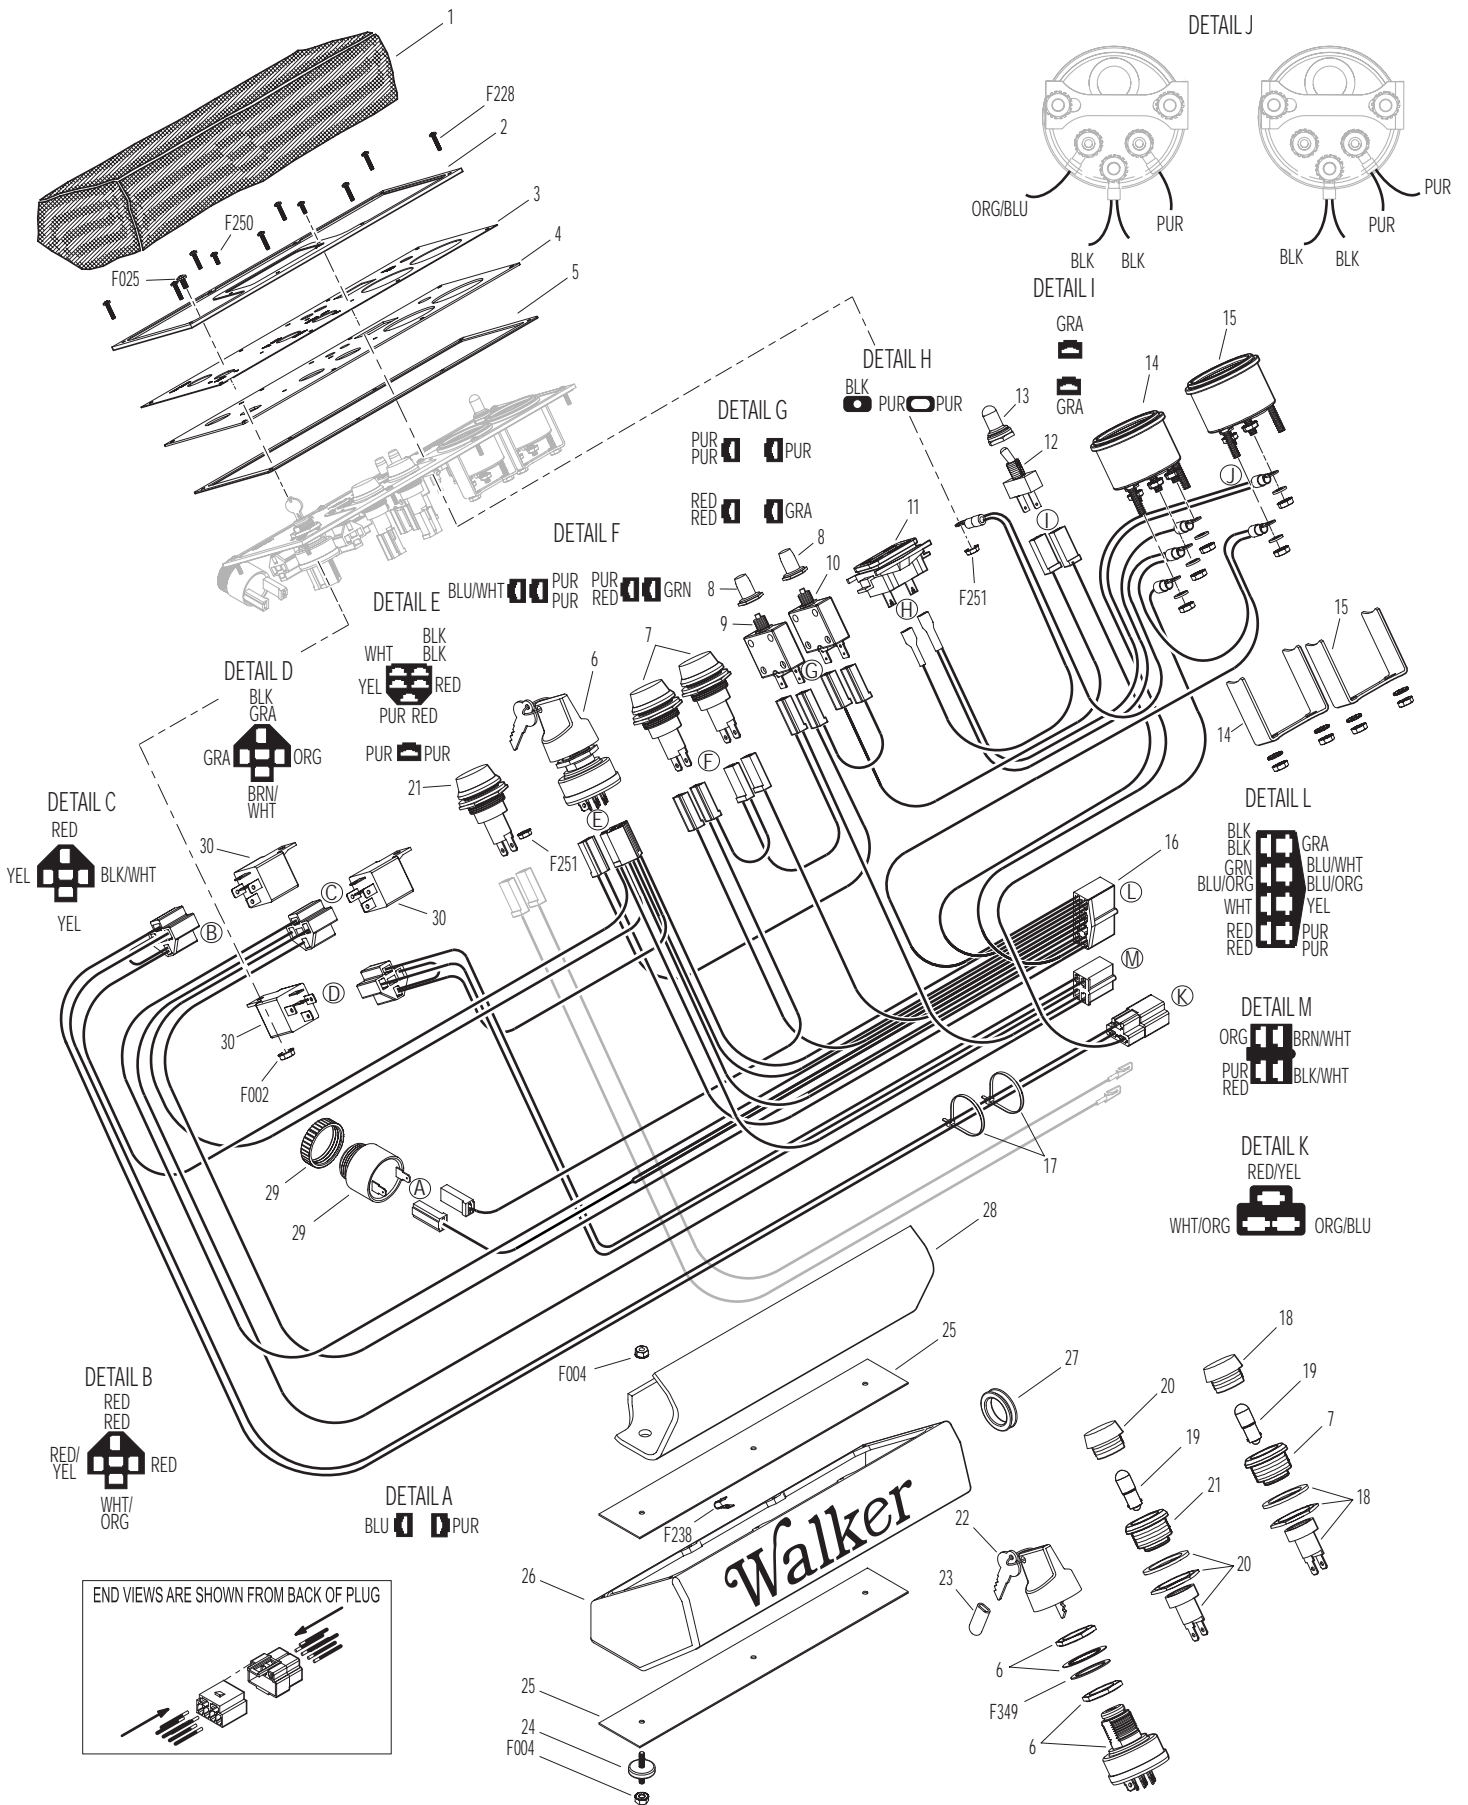 DETAIL J
1
F228
2
3
F250
4
F025
5
ORG/BLU
PUR
BLK
BLK
PUR
PUR
BLK
BLK
DETAIL I
GRA
GRA
15
14
DETAIL H
BLK
PUR
PUR
13
12
DETAIL G
PUR
PUR
PUR
RED
RED
GRA
J
I
11
F251
H
DETAIL F
BLU/WHT
PUR
PUR
PUR
RED
GRN
8
8
10
9
G
15
14
DETAIL E
BLK
BLK
WHT
YEL
RED
PUR RED
PUR
PUR
6
7
F
DETAIL D
BLK
GRA
GRA
ORG
BRN/
WHT
21
E
F251
DETAIL C
RED
YEL
BLK/WHT
YEL
30
C
30
B
D
30
F002
16
L
M
K
DETAIL L
BLK
BLK
GRN
BLU/ORG
WHT
RED
RED
GRA
BLU/WHT
BLU/ORG
YEL
PUR
PUR
DETAIL M
ORG
BRN/WHT
PUR
RED
BLK/WHT
17
DETAIL K
RED/YEL
WHT/ORG
ORG/BLU
29
29
A
28
F004
25
27
DETAIL B
RED
RED
RED/
YEL
RED
WHT/
ORG
DETAIL A
BLU
PUR
18
19
7
18
20
19
21
20
22
23
F238
Walker
26
25
24
F004
6
F349
6
END VIEWS ARE SHOWN FROM BACK OF PLUG